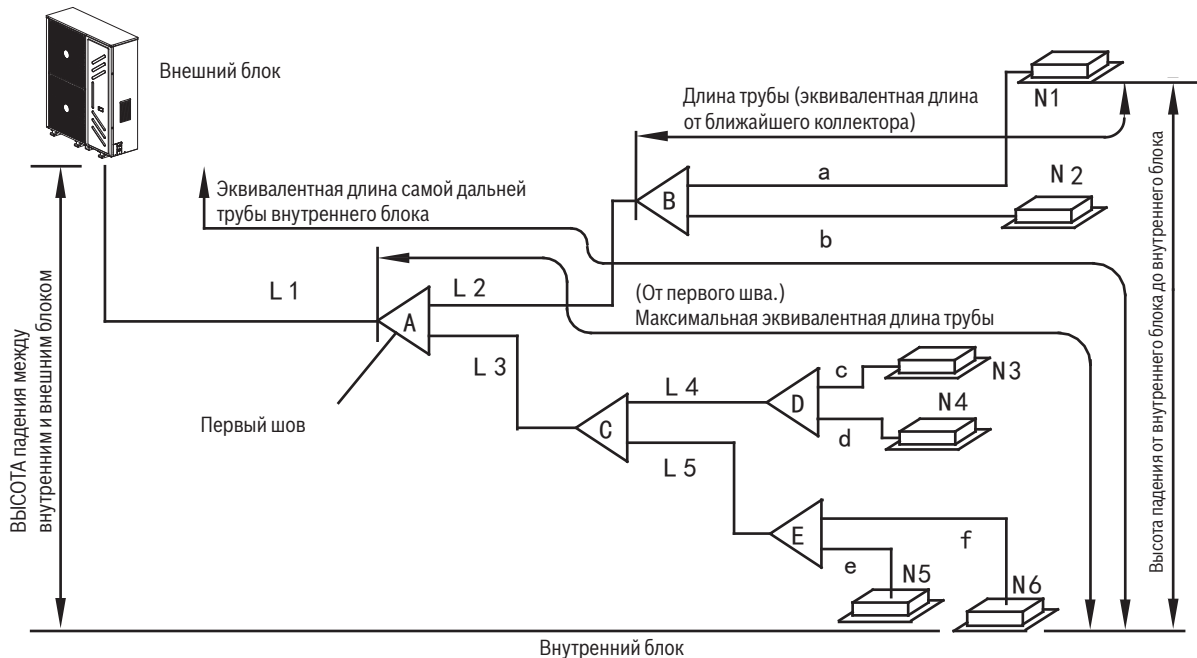 Внешний блок
Длина трубы (эквивалентная длина
от ближайшего коллектора)
N1
a
N 2
B
b
Эквивалентная длина самой дальней
трубы внутреннего блока
L 1
L 2
A
(От первого шва.)
Максимальная эквивалентная длина трубы
L 3
Первый шов
L 4
c
N3
D
N4
d
C
L 5
E
f
e
N5
N6
ВЫСОТА падения между
внутренним и внешним блоком
Высота падения от внутреннего блока до внутреннего блока
Внутренний блок